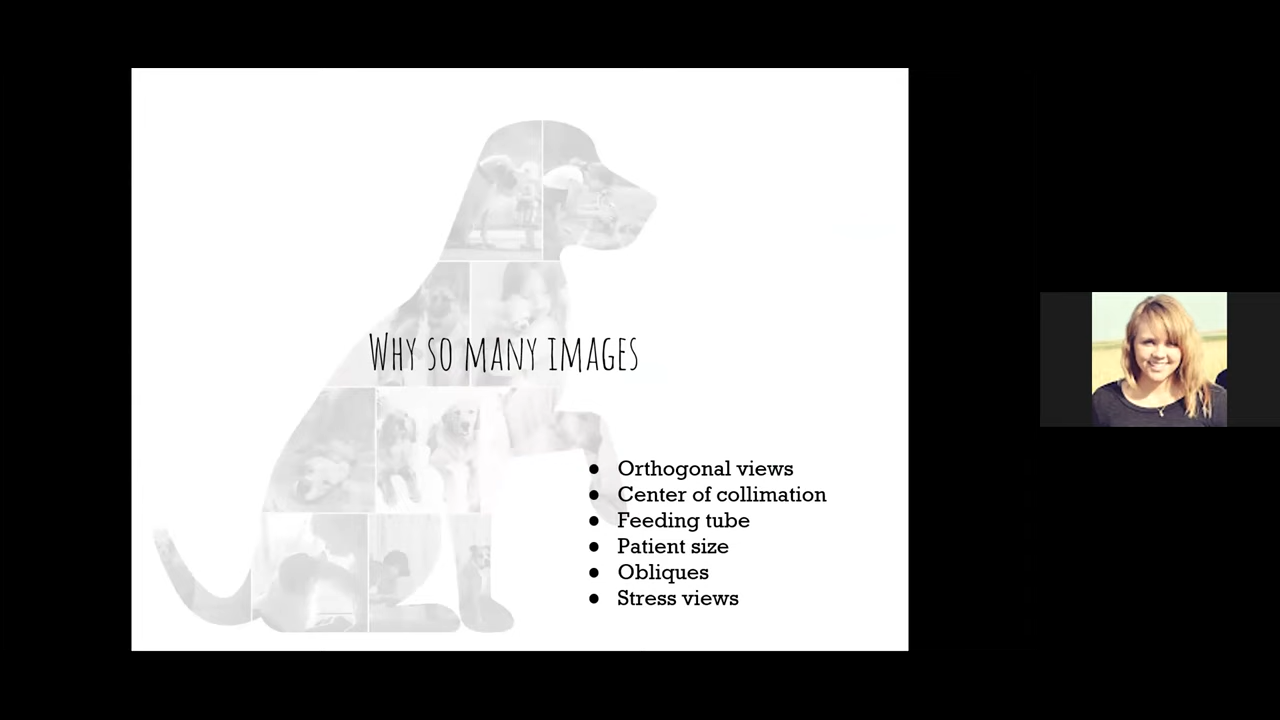 Why so many images
● Orthogonal views
● Center of collimation
● Feeding tube
● Patient size
● Obliques
● Stress views